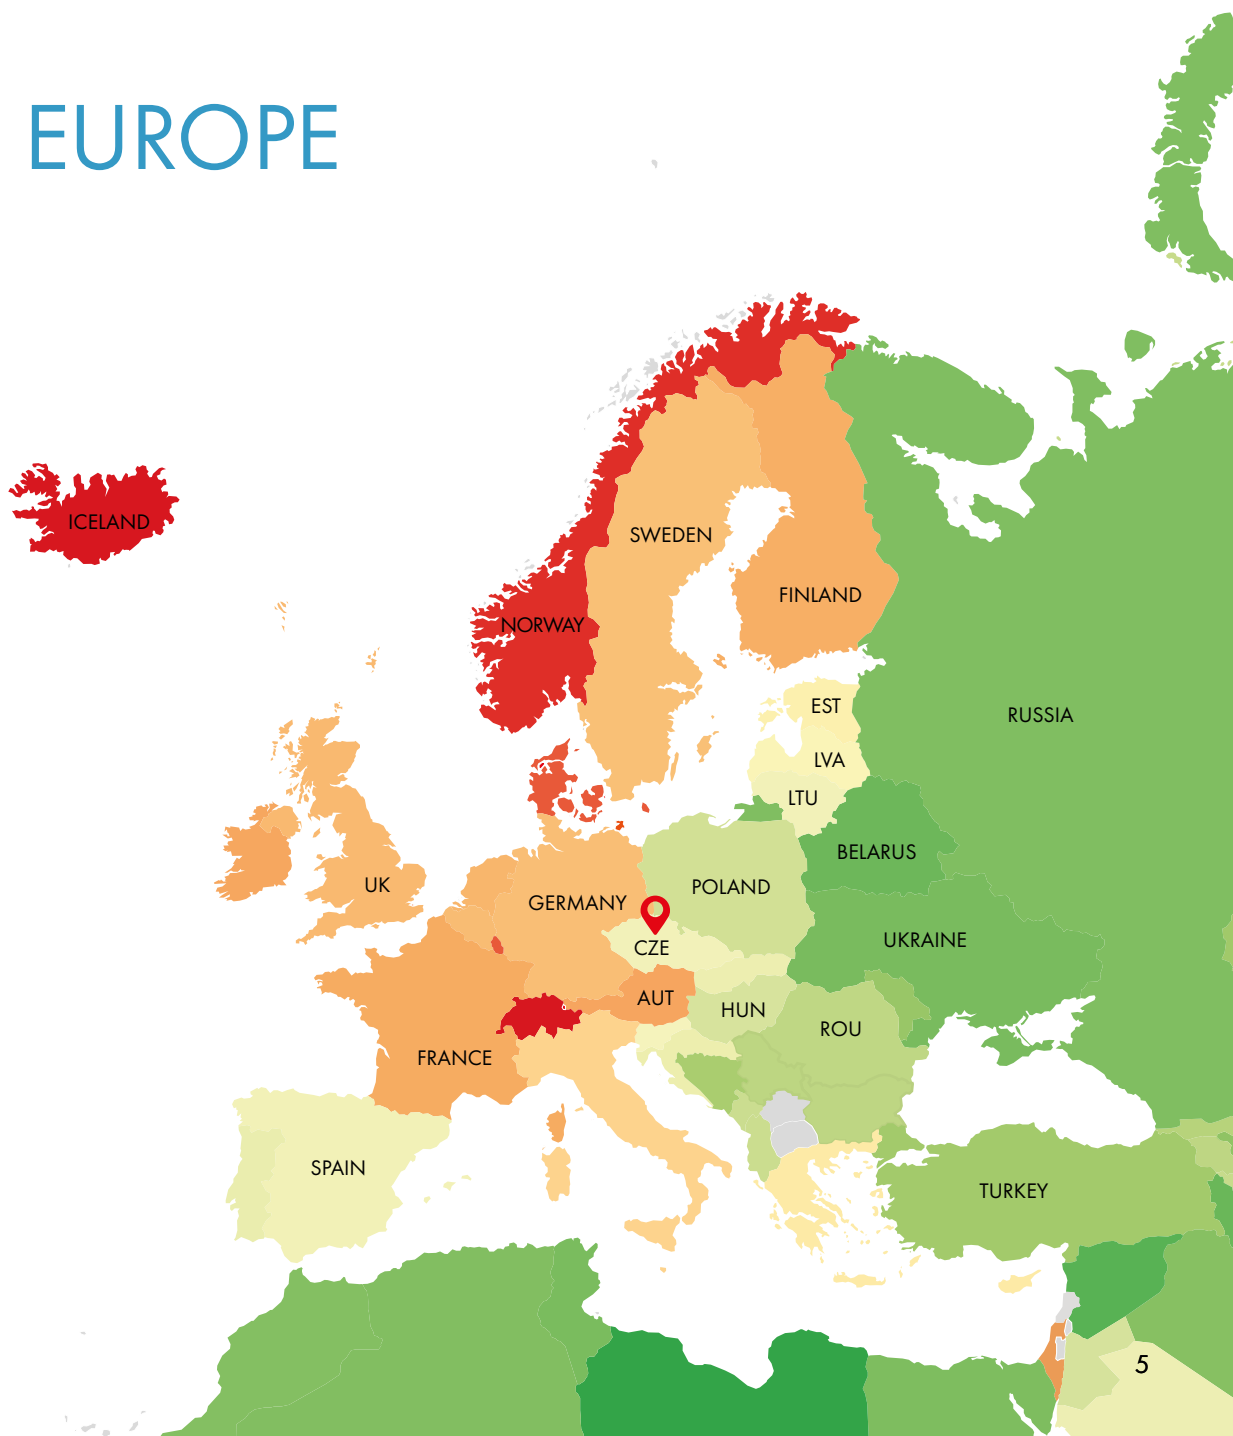 EUROPE
ICELAND
SWEDEN
FINLAND
NORWAY
EST
RUSSIA
LVA
LTU
BELARUS
UK
POLAND
GERMANY
UKRAINE
CZE
AUT
HUN
ROU
FRANCE
SPAIN
TURKEY
5